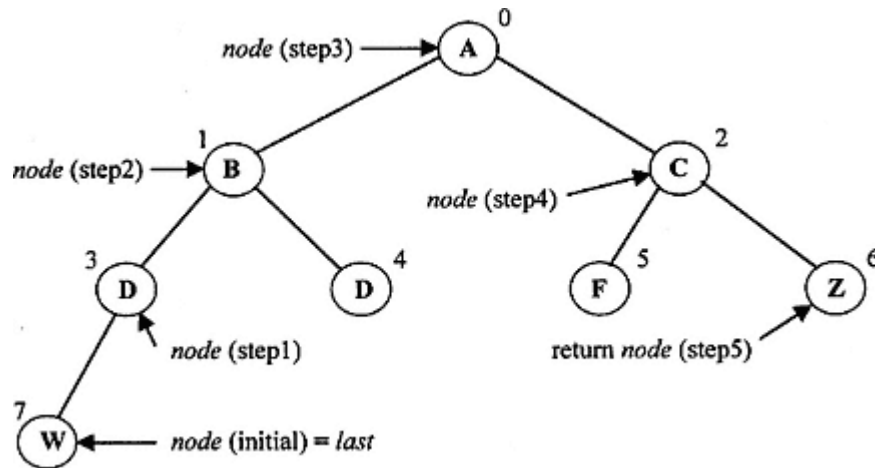 0
node (step3) A
1 2
node (step2) B C
node (step4)
3 4 5 6
D D F Z
node (step1) return node (step5)
7
W node (initial) = last